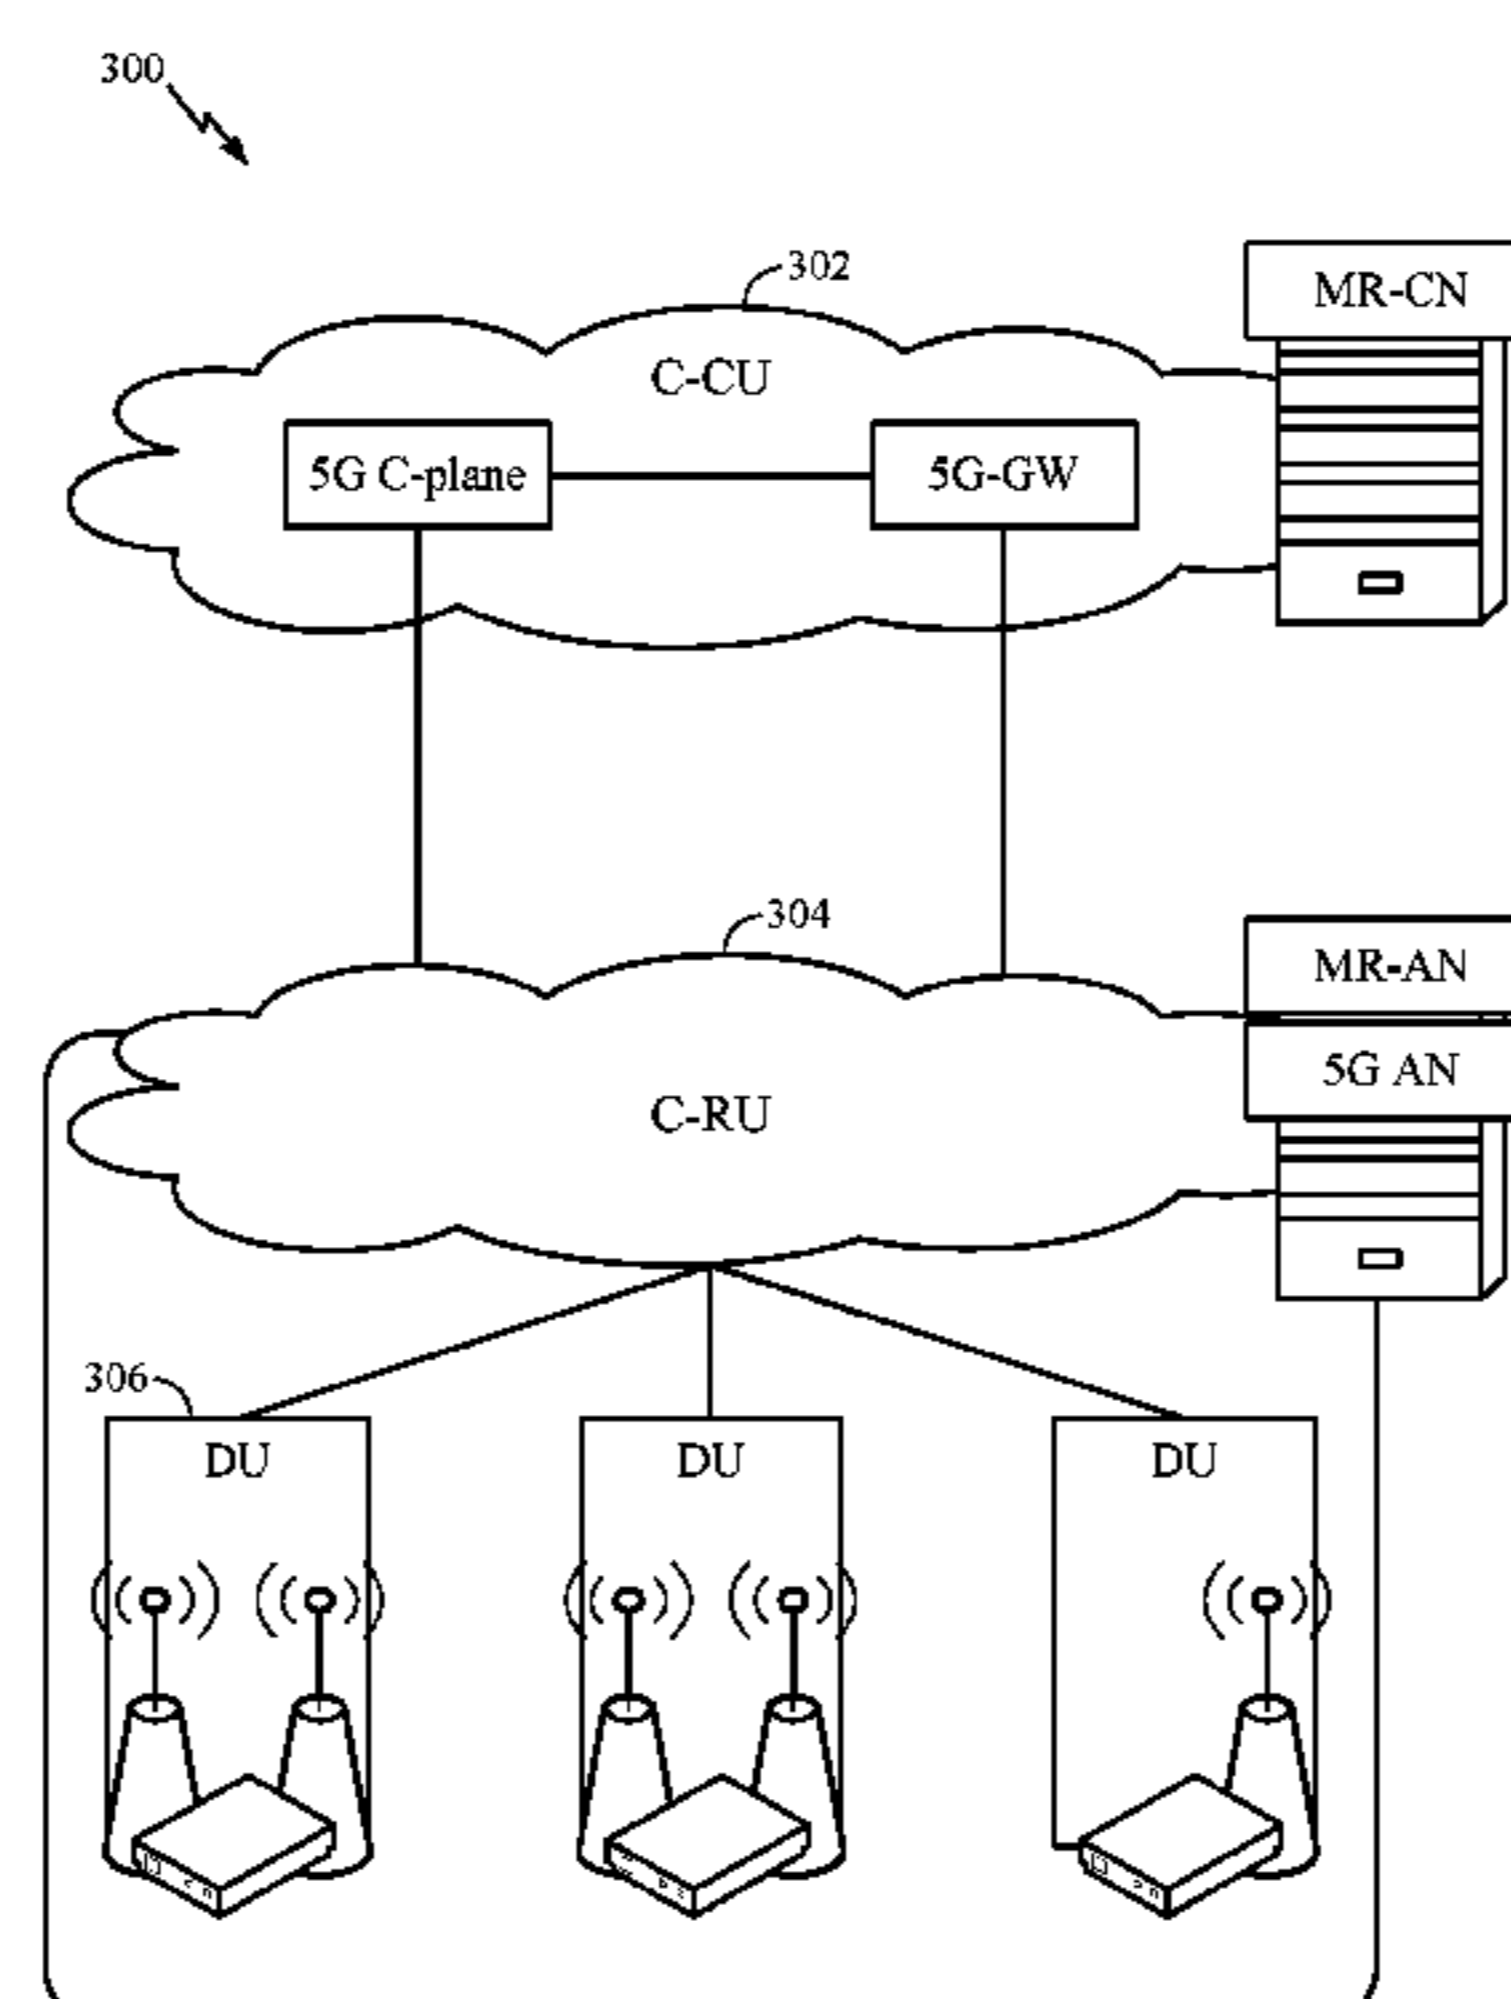 300
302
MR-CN
C-CU
5G C-plane
5G-GW
304
MR-AN
5G AN
C-RU
306
DU
DU
DU